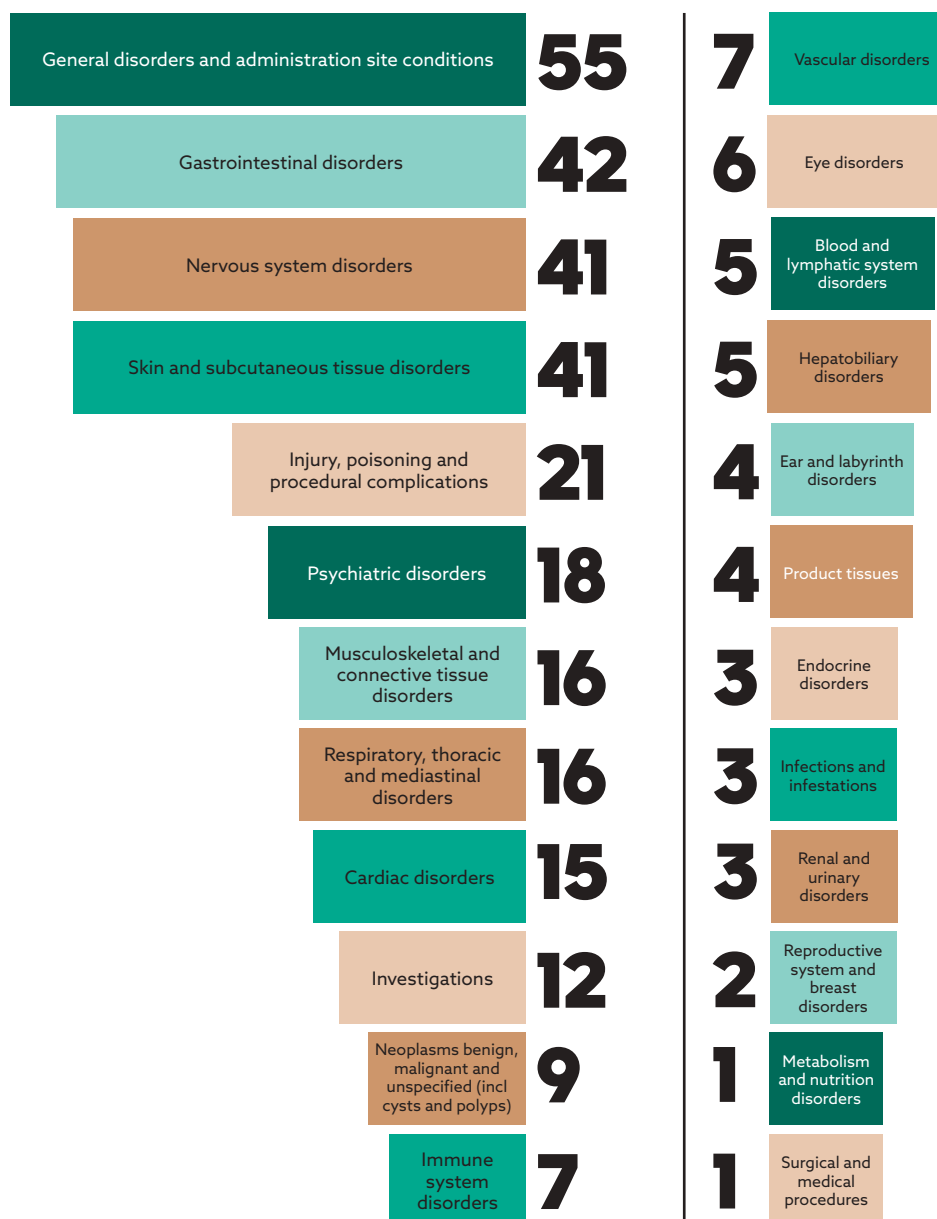 General disorders and administration site conditions
55
Gastrointestinal disorders
42
Nervous system disorders
41
Skin and subcutaneous tissue disorders
41
Injury, poisoning and
procedural complications
21
Psychiatric disorders
18
Musculoskeletal and
connective tissue
disorders
16
Respiratory, thoracic
and mediastinal
disorders
16
Cardiac disorders
15
Investigations
12
Neoplasms benign,
malignant and
unspecified (incl
cysts and polyps)
9
Immune
system
disorders
7
7
Vascular disorders
6
Eye disorders
5
Blood and
lymphatic system
disorders
5
Hepatobiliary
disorders
4
Ear and labyrinth
disorders
4
Product tissues
3
Endocrine
disorders
3
Infections and
infestations
3
Renal and
urinary
disorders
2
Reproductive
system and
breast
disorders
1
Metabolism
and nutrition
disorders
1
Surgical and
medical
procedures